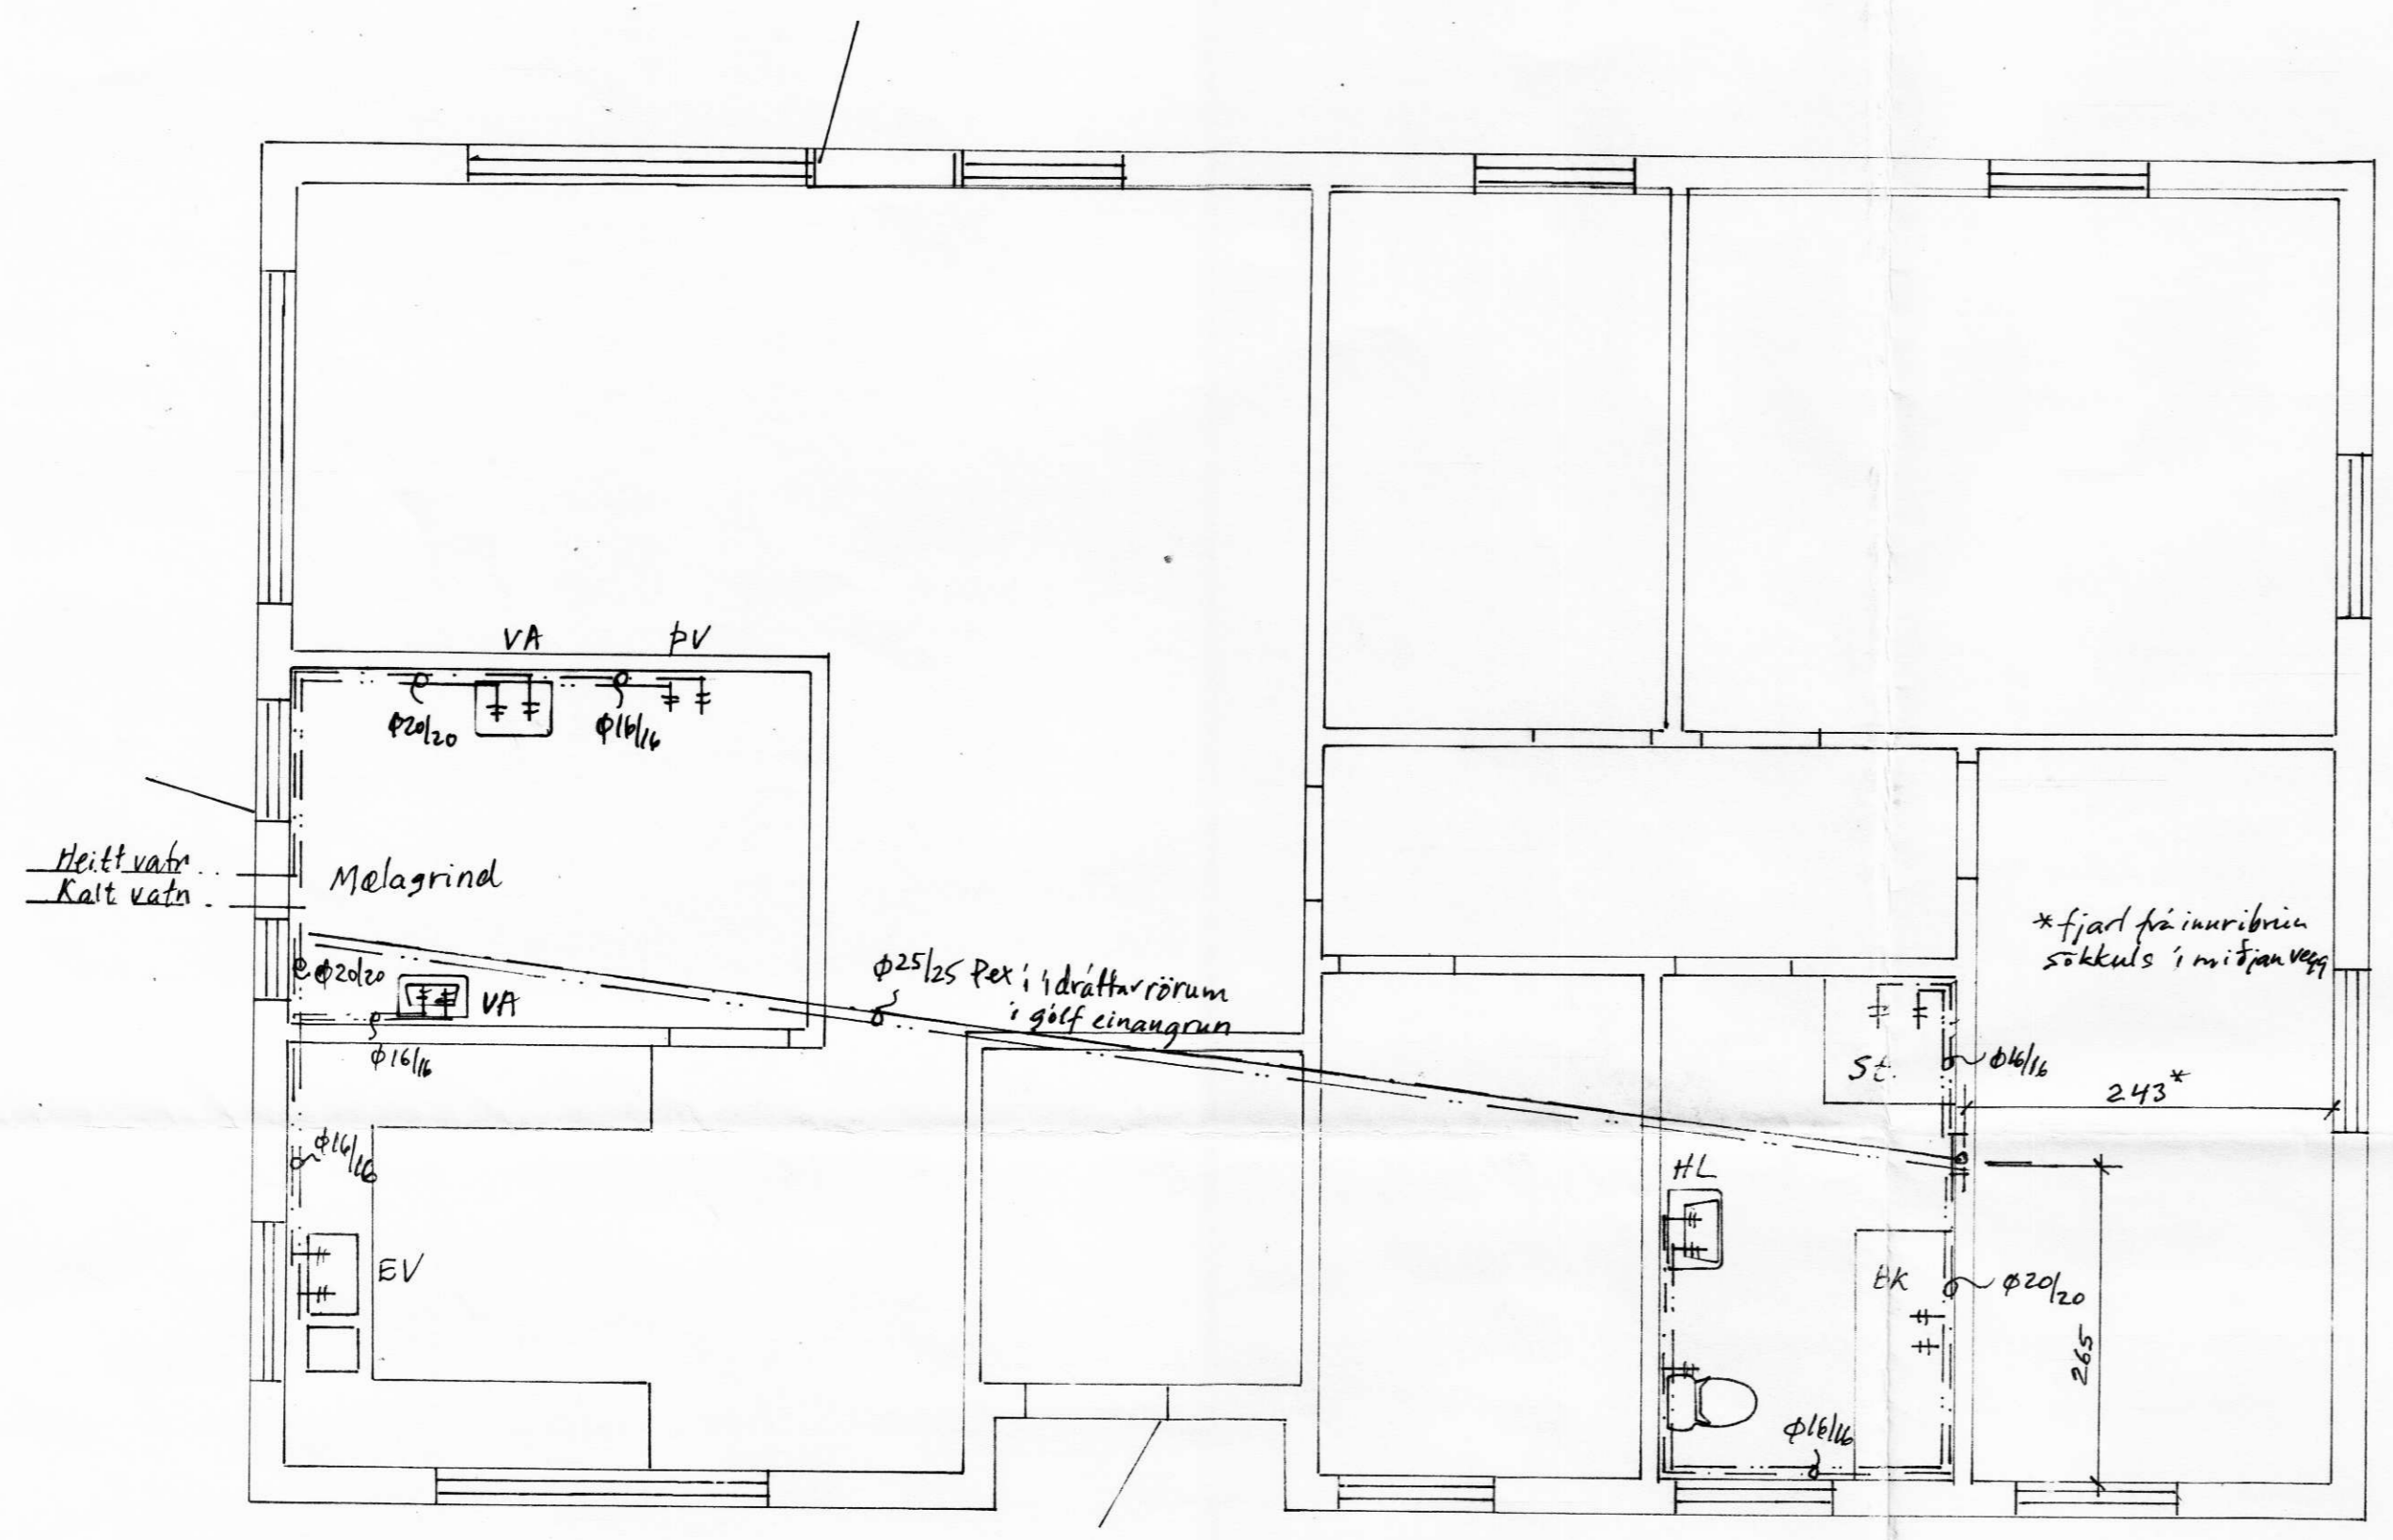 VA
ÞV
φ20/20
φ16/16
Heitt vatn
Kalt vatn
Mælagrind
φ20/20
VA
φ16/16
φ25/25 Pex í ídráttarrörum
í gólf einangrun
* fjarl frá innribrún
sökkuls í miðjan vegg
St.
φ16/16
243*
φ16/16
HL
EV
BK
φ20/20
265
φ16/16